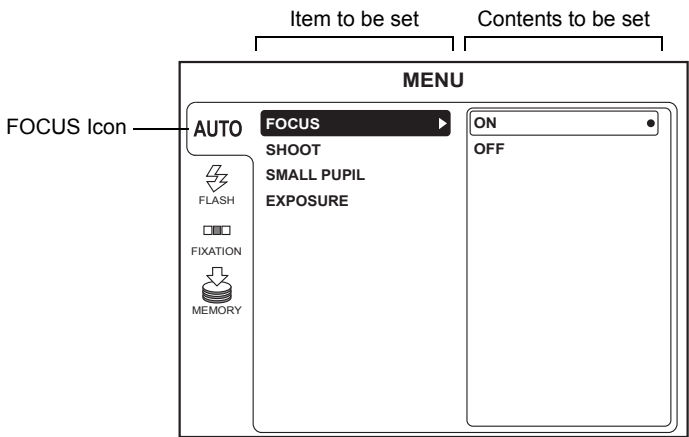 Item to be set
Contents to be set
MENU
FOCUS Icon
AUTO
FOCUS
SHOOT
SMALL PUPIL
EXPOSURE
ON
OFF
FLASH
FIXATION
MEMORY